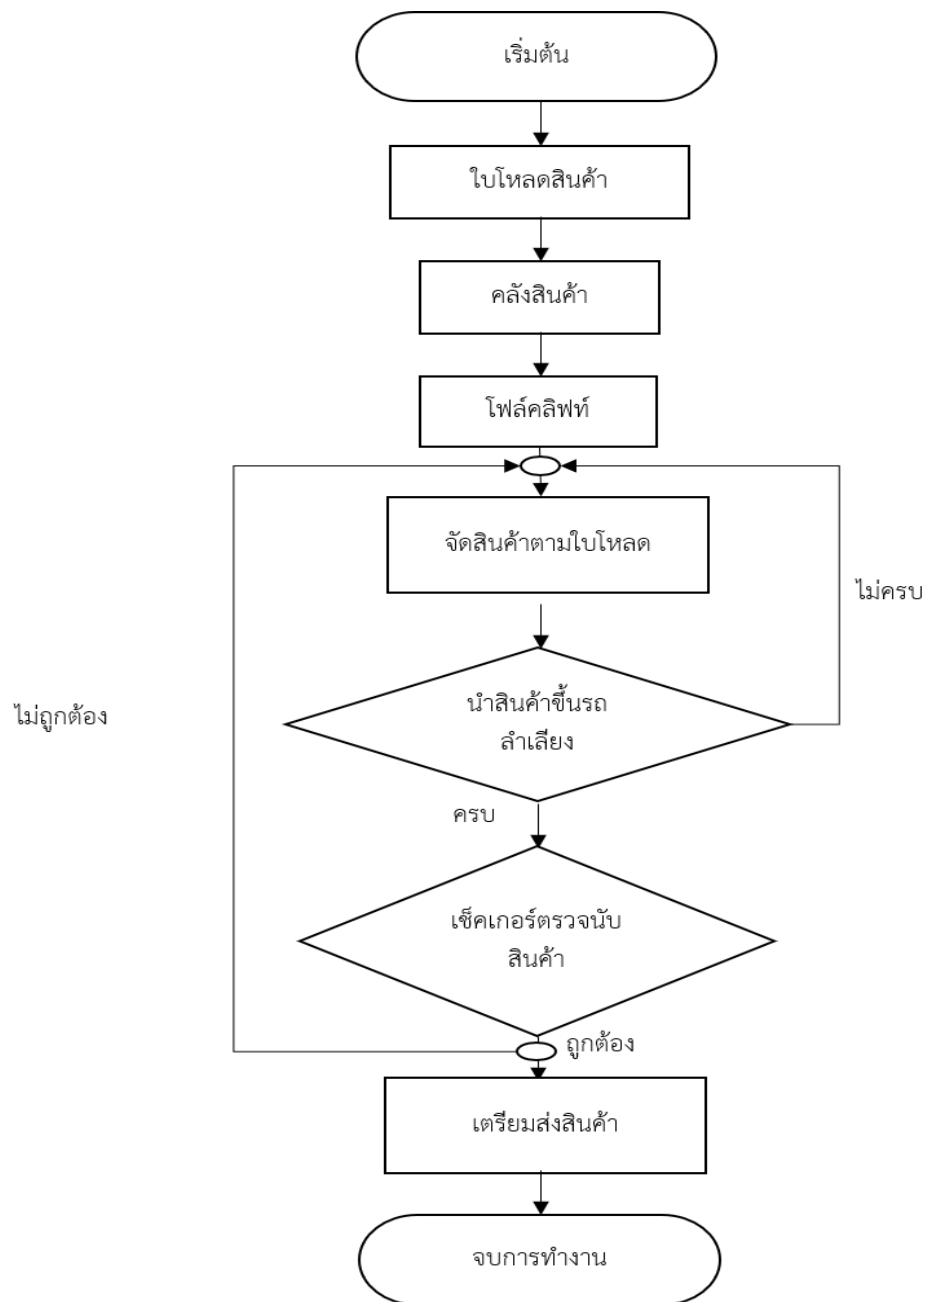 เริ่มต้น
ใบโหลดสินค้า
คลังสินค้า
โฟล์คลิฟท์
จัดสินค้าตามใบโหลด
ไม่ครบ
นำสินค้าขึ้นรถ
ลำเลียง
ไม่ถูกต้อง
ครบ
เช็คเกอร์ตรวจนับ
สินค้า
ถูกต้อง
เตรียมส่งสินค้า
จบการทำงาน